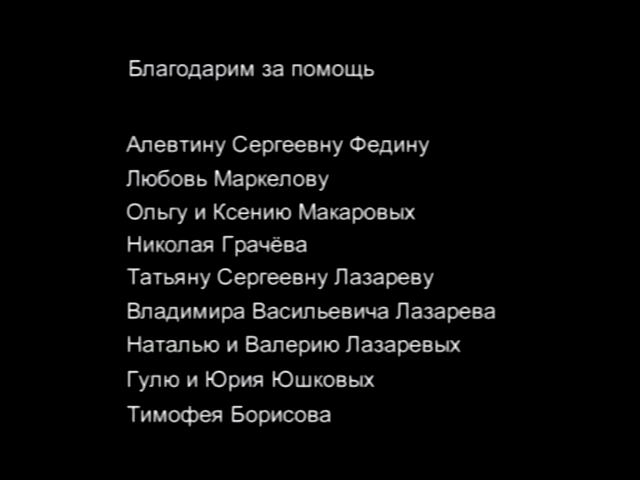 Благодарим за помощь
Алевтину Сергеевну Федину
Любовь Маркелову
Ольгу и Ксению Макаровых
Николая Грачёва
Татьяну Сергеевну Лазареву
Владимира Васильевича Лазарева
Наталью и Валерию Лазаревых
Гулю и Юрия Юшковых
Тимофея Борисова